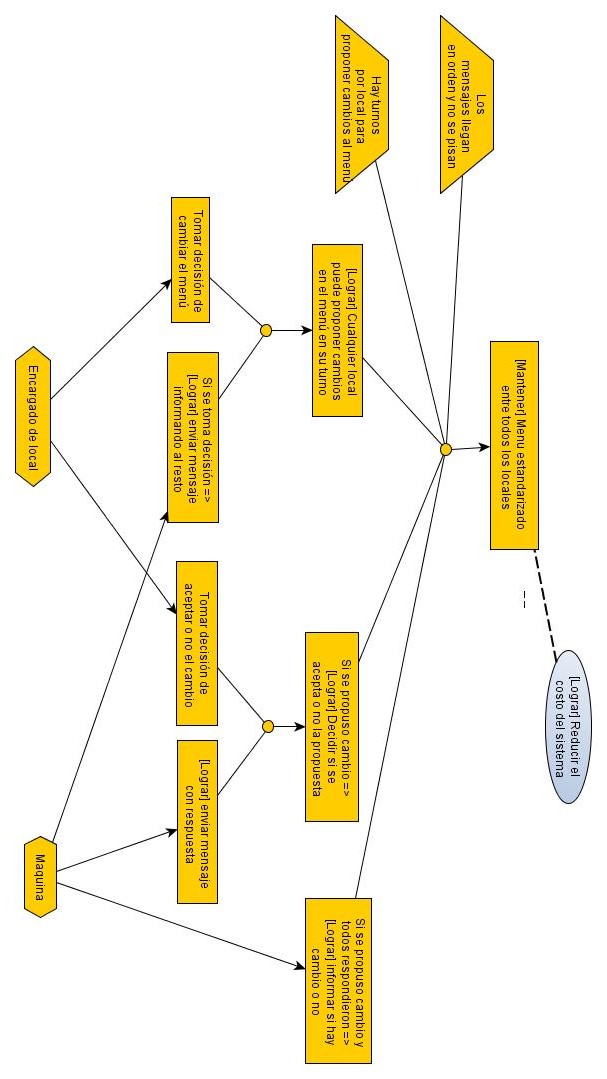 [Lograr] Reducir el
costo del sistema
--
[Mantener] Menu estandarizado
entre todos los locales
Los
mensajes llegan
en orden y no se pisan
Hay turnos
por local para
proponer cambios al menu
[Lograr] Cualquier local
puede proponer cambios
en el menú en su turno
Si se propuso cambio =>
[Lograr] Decidir si se
acepta o no la propuesta
Si se propuso cambio y
todos respondieron =>
[Lograr] informar si hay
cambio o no
Tomar decisión de
cambiar el menú
Si se toma decisión =>
[Lograr] enviar mensaje
informando al resto
Tomar decisión de
aceptar o no el cambio
[Lograr] enviar mensaje
con respuesta
Encargado de local
Maquina